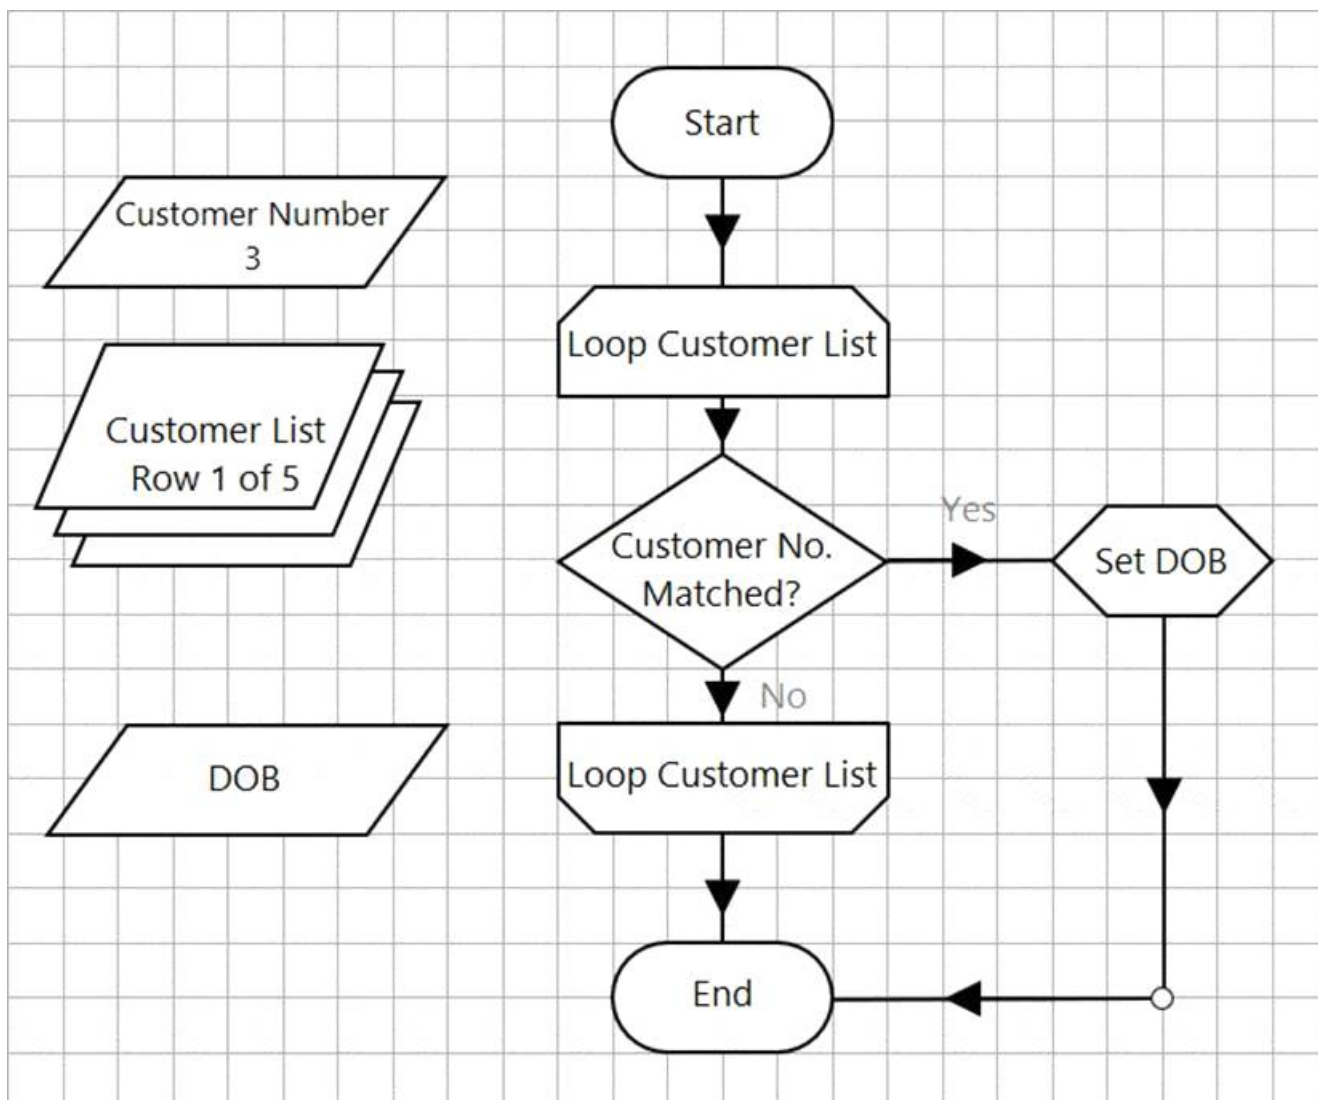 Start
Customer Number
3
Loop Customer List
Customer List
Row 1 of 5
Yes
Customer No.
Matched?
Set DOB
No
Loop Customer List
DOB
End